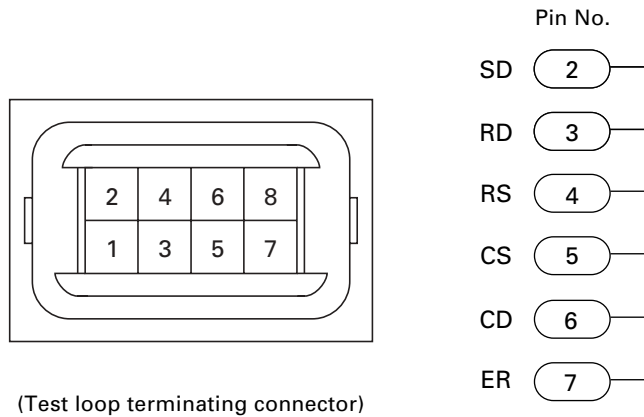 Pin No.
SD 2
RD 3
RS 4
CS 5
CD 6
ER 7
2 4 6 8
1 3 5 7
(Test loop terminating connector)